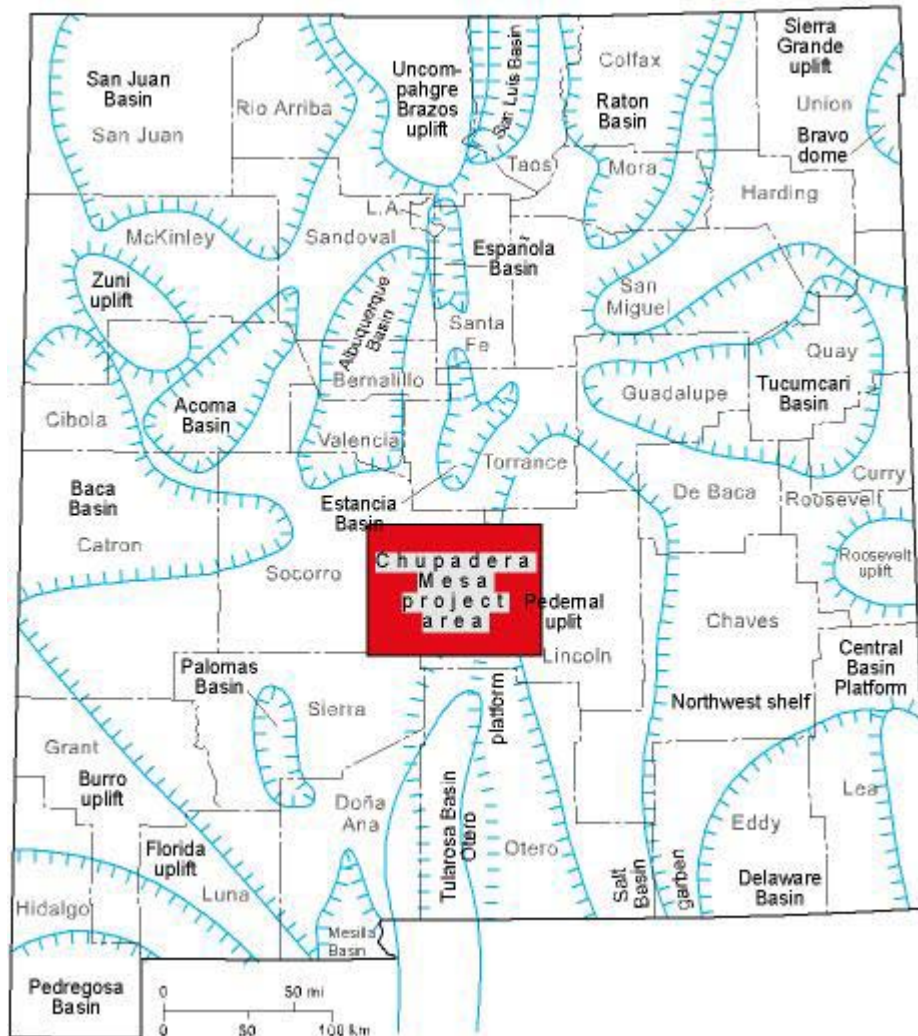 San Juan
Basin
San Juan
Rio Arriba
Uncom-
pahgre
Brazos
uplift
San Luis Basin
Taos
Colfax
Raton
Basin
Mora
Sierra
Grande
uplift
Union
Bravo
dome
Harding
McKinley
L.A.
Sandoval
Española
Basin
Zuni
uplift
Albuquerque
Basin
San
Miguel
Santa
Fe
Quay
Bernalillo
Guadalupe
Tucumcari
Basin
Cibola
Acoma
Basin
Valencia
Torrance
Curry
Baca
Basin
Catron
Estancia
Basin
De Baca
Roosevelt
Socorro
Chupadera
Mesa
project
area
Pedernal
uplit
Lincoln
Roosevelt
uplift
Chaves
Central
Basin
Platform
Palomas
Basin
Sierra
platform
Northwest shelf
Grant
Burro
uplift
Doña
Ana
Tularosa Basin
Otero
Otero
Salt
Basin
garben
Eddy
Lea
Florida
uplift
Luna
Delaware
Basin
Hidalgo
Mesilla
Basin
Pedregosa
Basin
0 50 mi
0 50 100 km